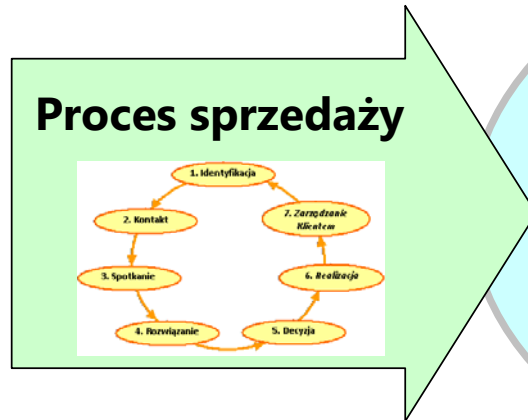 Proces sprzedaży
1. Identyfikacja
2. Kontakt
3. Spotkanie
4. Rozwiązanie
5. Decyzja
6. Realizacja
7. Zarządzanie
Klientem